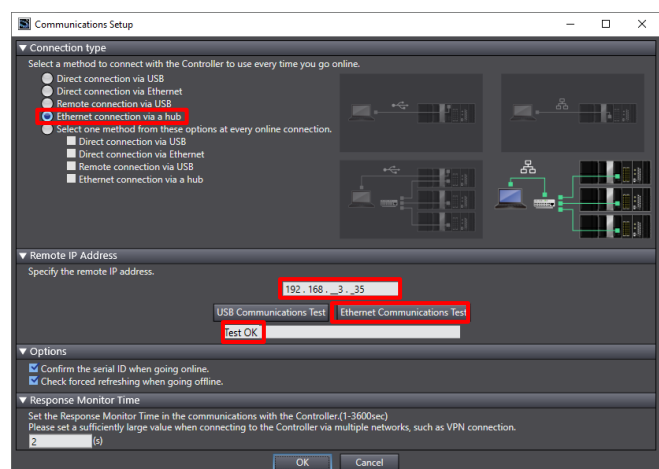 Communications Setup
▼ Connection type
Select a method to connect with the Controller to use every time you go online.
Direct connection via USB
Direct connection via Ethernet
Remote connection via USB
Ethernet connection via a hub
Select one method from these options at every online connection.
Direct connection via USB
Direct connection via Ethernet
Remote connection via USB
Ethernet connection via a hub
▼ Remote IP Address
Specify the remote IP address.
192 . 168 . __3 . _35
USB Communications Test Ethernet Communications Test
Test OK
▼ Options
Confirm the serial ID when going online.
Check forced refreshing when going offline.
▼ Response Monitor Time
Set the Response Monitor Time in the communications with the Controller.(1-3600sec)
Please set a sufficiently large value when connecting to the Controller via multiple networks, such as VPN connection.
2 (s)
OK Cancel